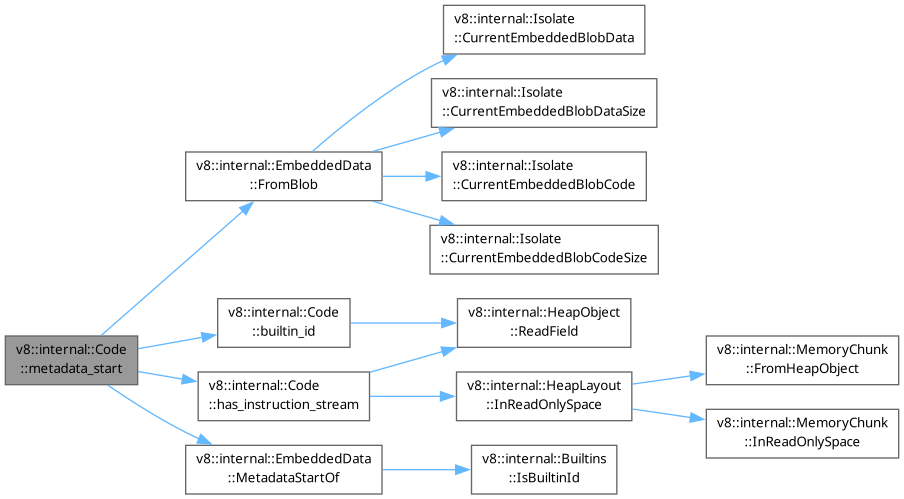 v8::internal::Isolate
::CurrentEmbeddedBlobData
v8::internal::Isolate
::CurrentEmbeddedBlobDataSize
v8::internal::EmbeddedData
::FromBlob
v8::internal::Isolate
::CurrentEmbeddedBlobCode
v8::internal::Isolate
::CurrentEmbeddedBlobCodeSize
v8::internal::Code
::builtin_id
v8::internal::HeapObject
::ReadField
v8::internal::Code
::metadata_start
v8::internal::MemoryChunk
::FromHeapObject
v8::internal::Code
::has_instruction_stream
v8::internal::HeapLayout
::InReadOnlySpace
v8::internal::MemoryChunk
::InReadOnlySpace
v8::internal::EmbeddedData
::MetadataStartOf
v8::internal::Builtins
::IsBuiltinId